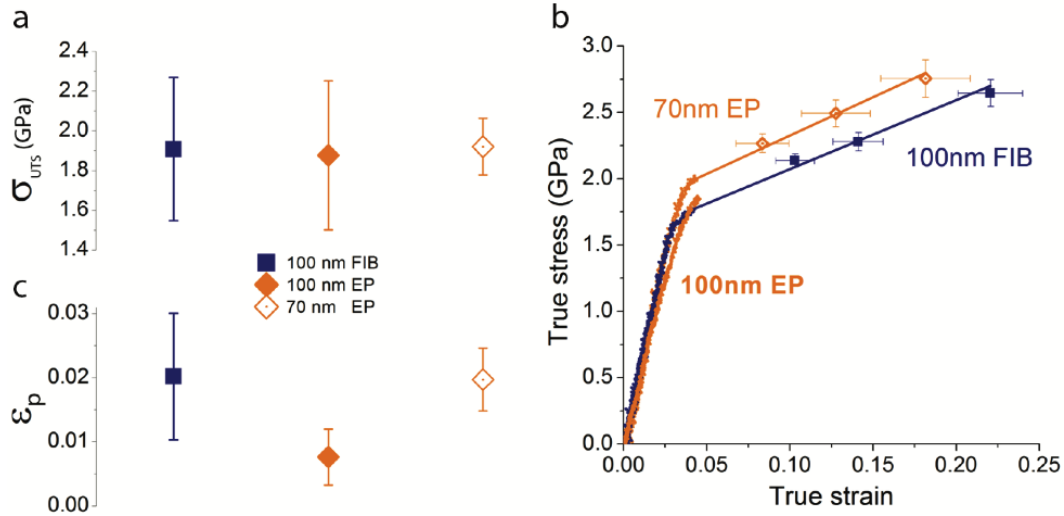 a
2.4
2.2
2.0
1.8
1.6
1.4
σUTS (GPa)
100 nm FIB
100 nm EP
70 nm EP
c
0.03
0.02
0.01
0.00
εp
b
3.0
2.5
2.0
1.5
1.0
0.5
0.0
True stress (GPa)
70nm EP
100nm FIB
100nm EP
0.00 0.05 0.10 0.15 0.20 0.25
True strain